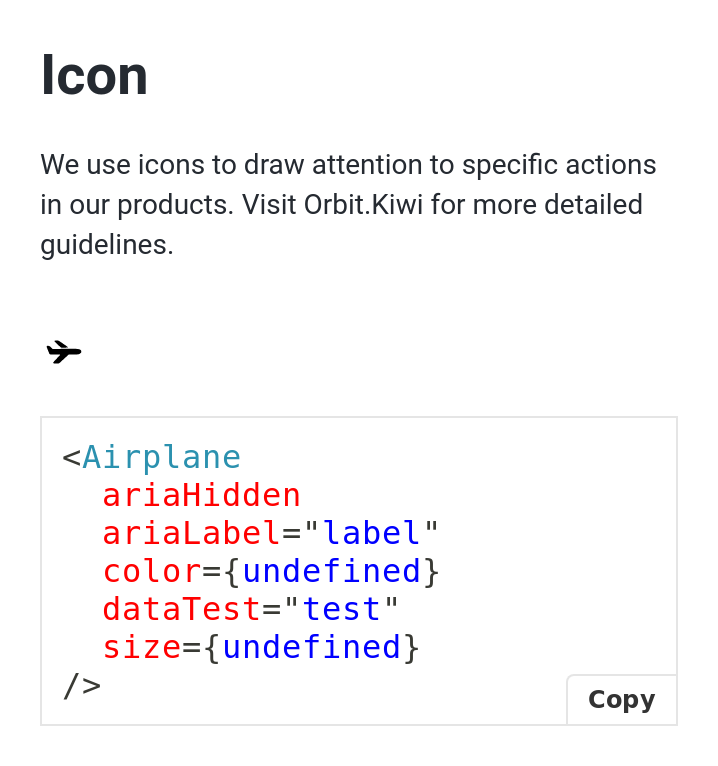 Icon
We use icons to draw attention to specific actions
in our products. Visit Orbit.Kiwi for more detailed
guidelines.
<Airplane
  ariaHidden
  ariaLabel="label"
  color={undefined}
  dataTest="test"
  size={undefined}
/>
Copy